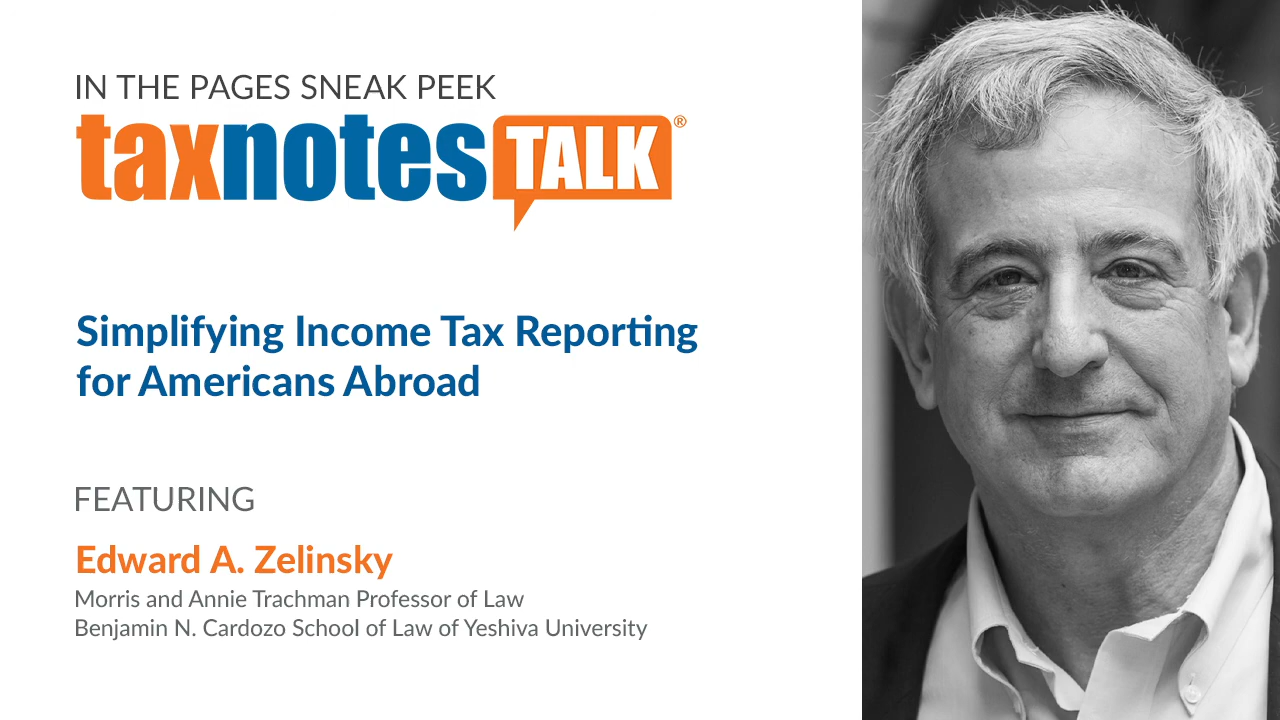 IN THE PAGES SNEAK PEEK
taxnotes TALK®
Simplifying Income Tax Reporting
for Americans Abroad
FEATURING
Edward A. Zelinsky
Morris and Annie Trachman Professor of Law
Benjamin N. Cardozo School of Law of Yeshiva University